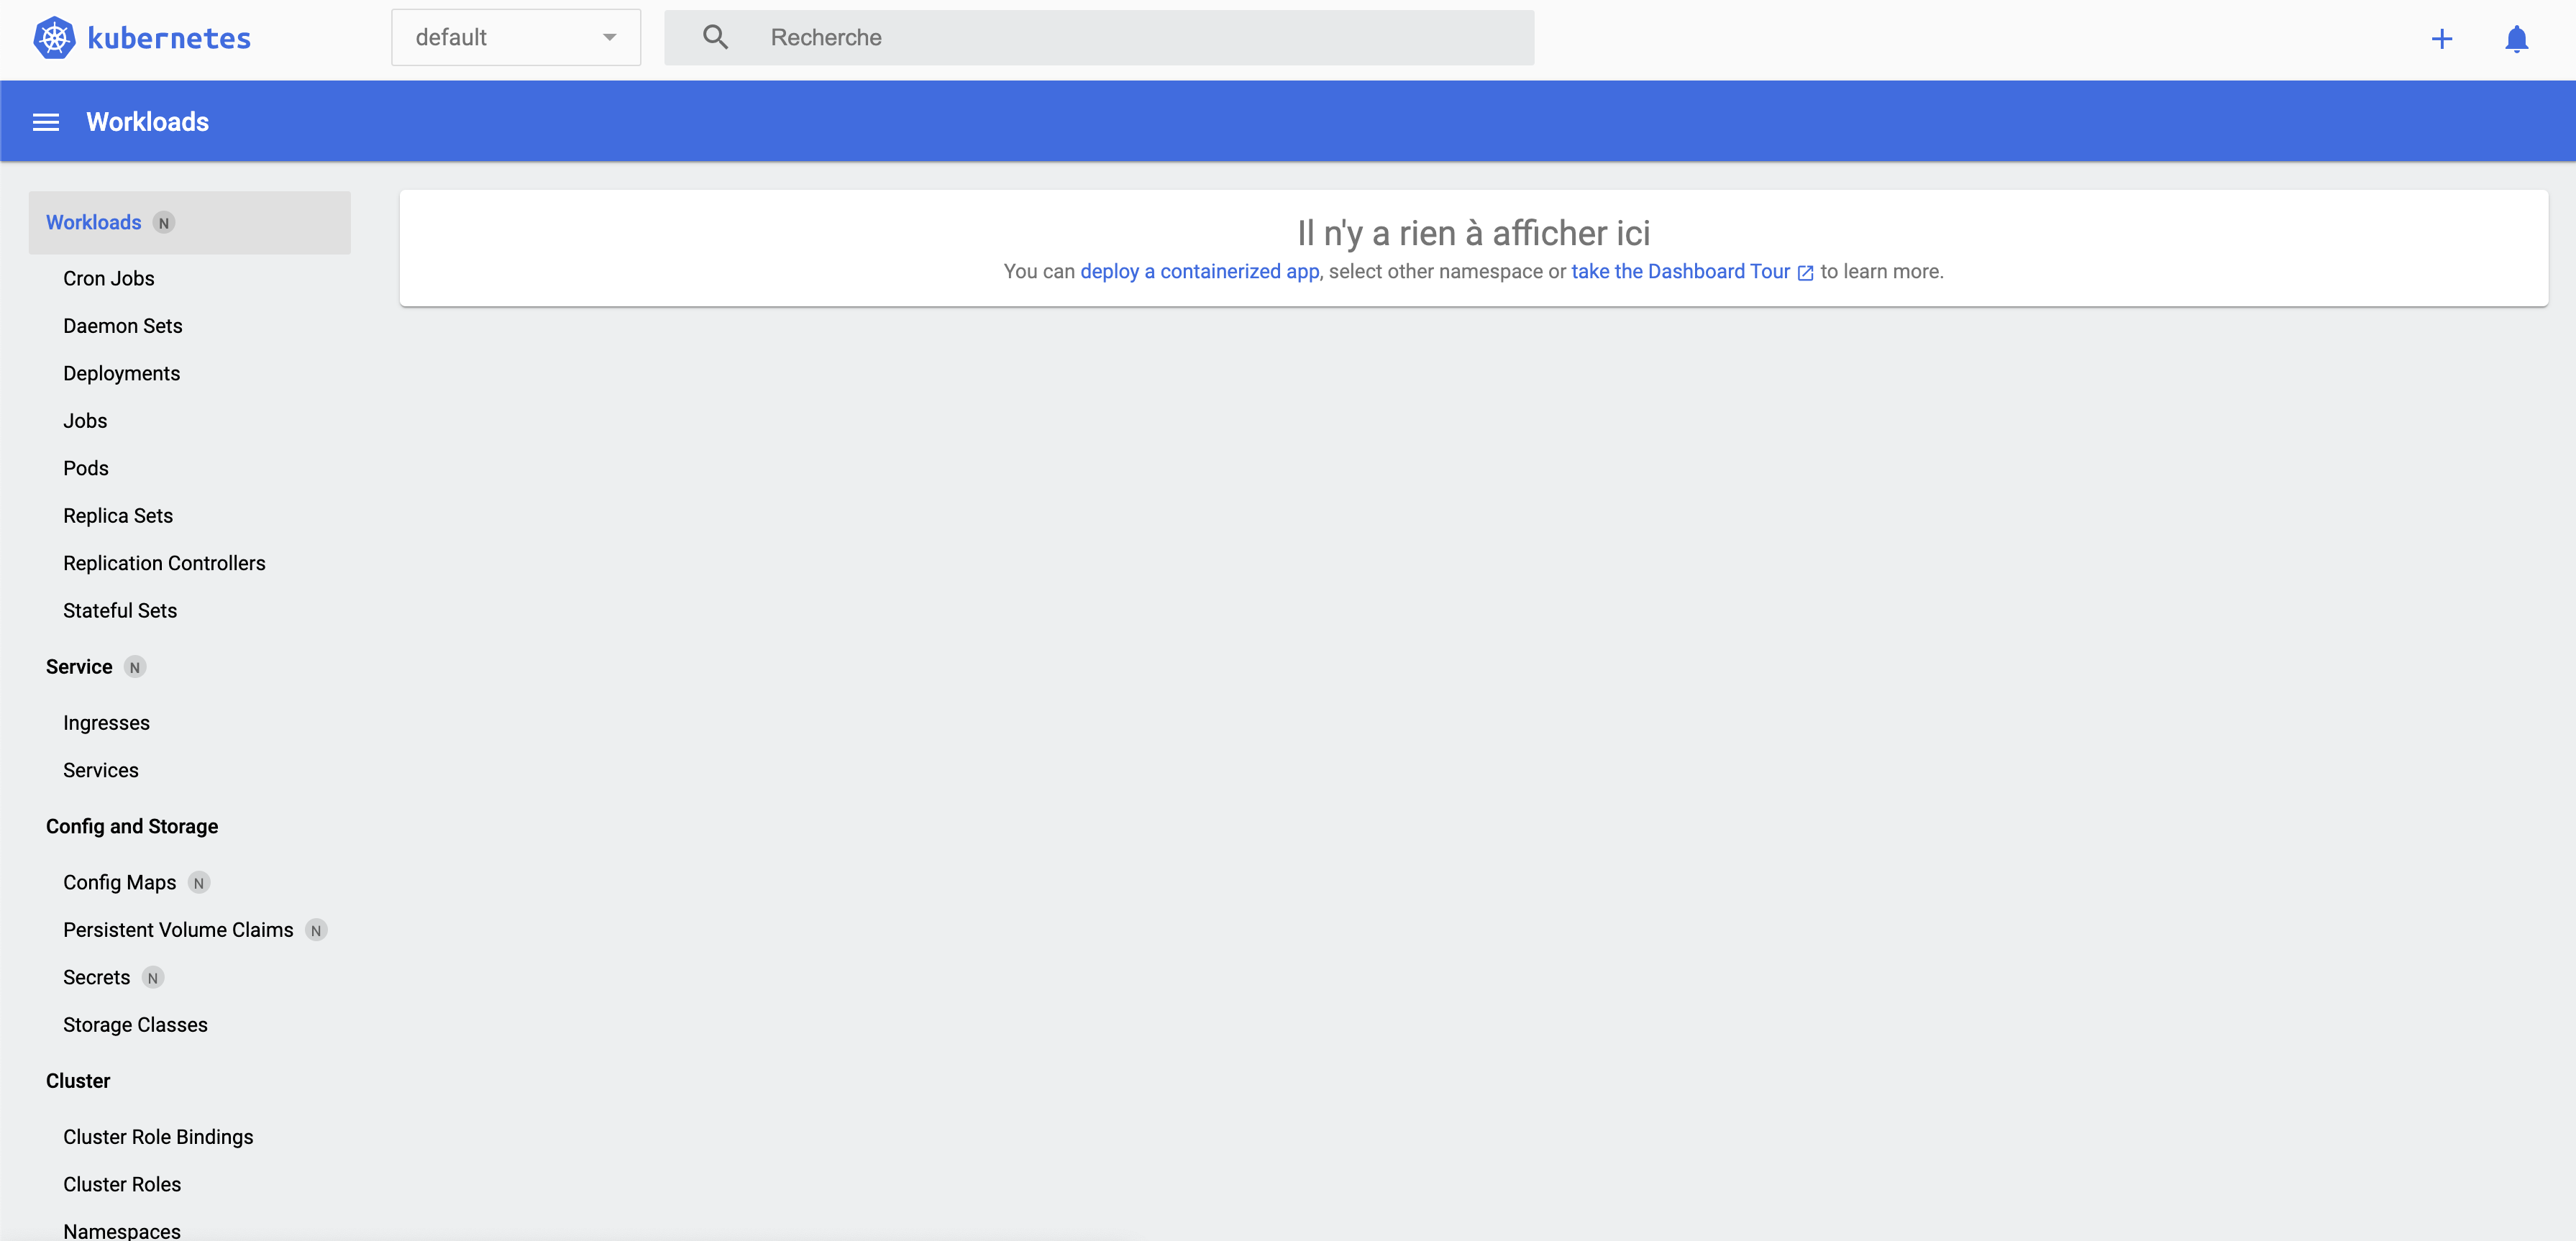 kubernetes
default
Recherche
Workloads
Workloads N
Cron Jobs
Daemon Sets
Deployments
Jobs
Pods
Replica Sets
Replication Controllers
Stateful Sets
Service N
Ingresses
Services
Config and Storage
Config Maps N
Persistent Volume Claims N
Secrets N
Storage Classes
Cluster
Cluster Role Bindings
Cluster Roles
Namespaces
Il n'y a rien à afficher ici
You can deploy a containerized app, select other namespace or take the Dashboard Tour to learn more.